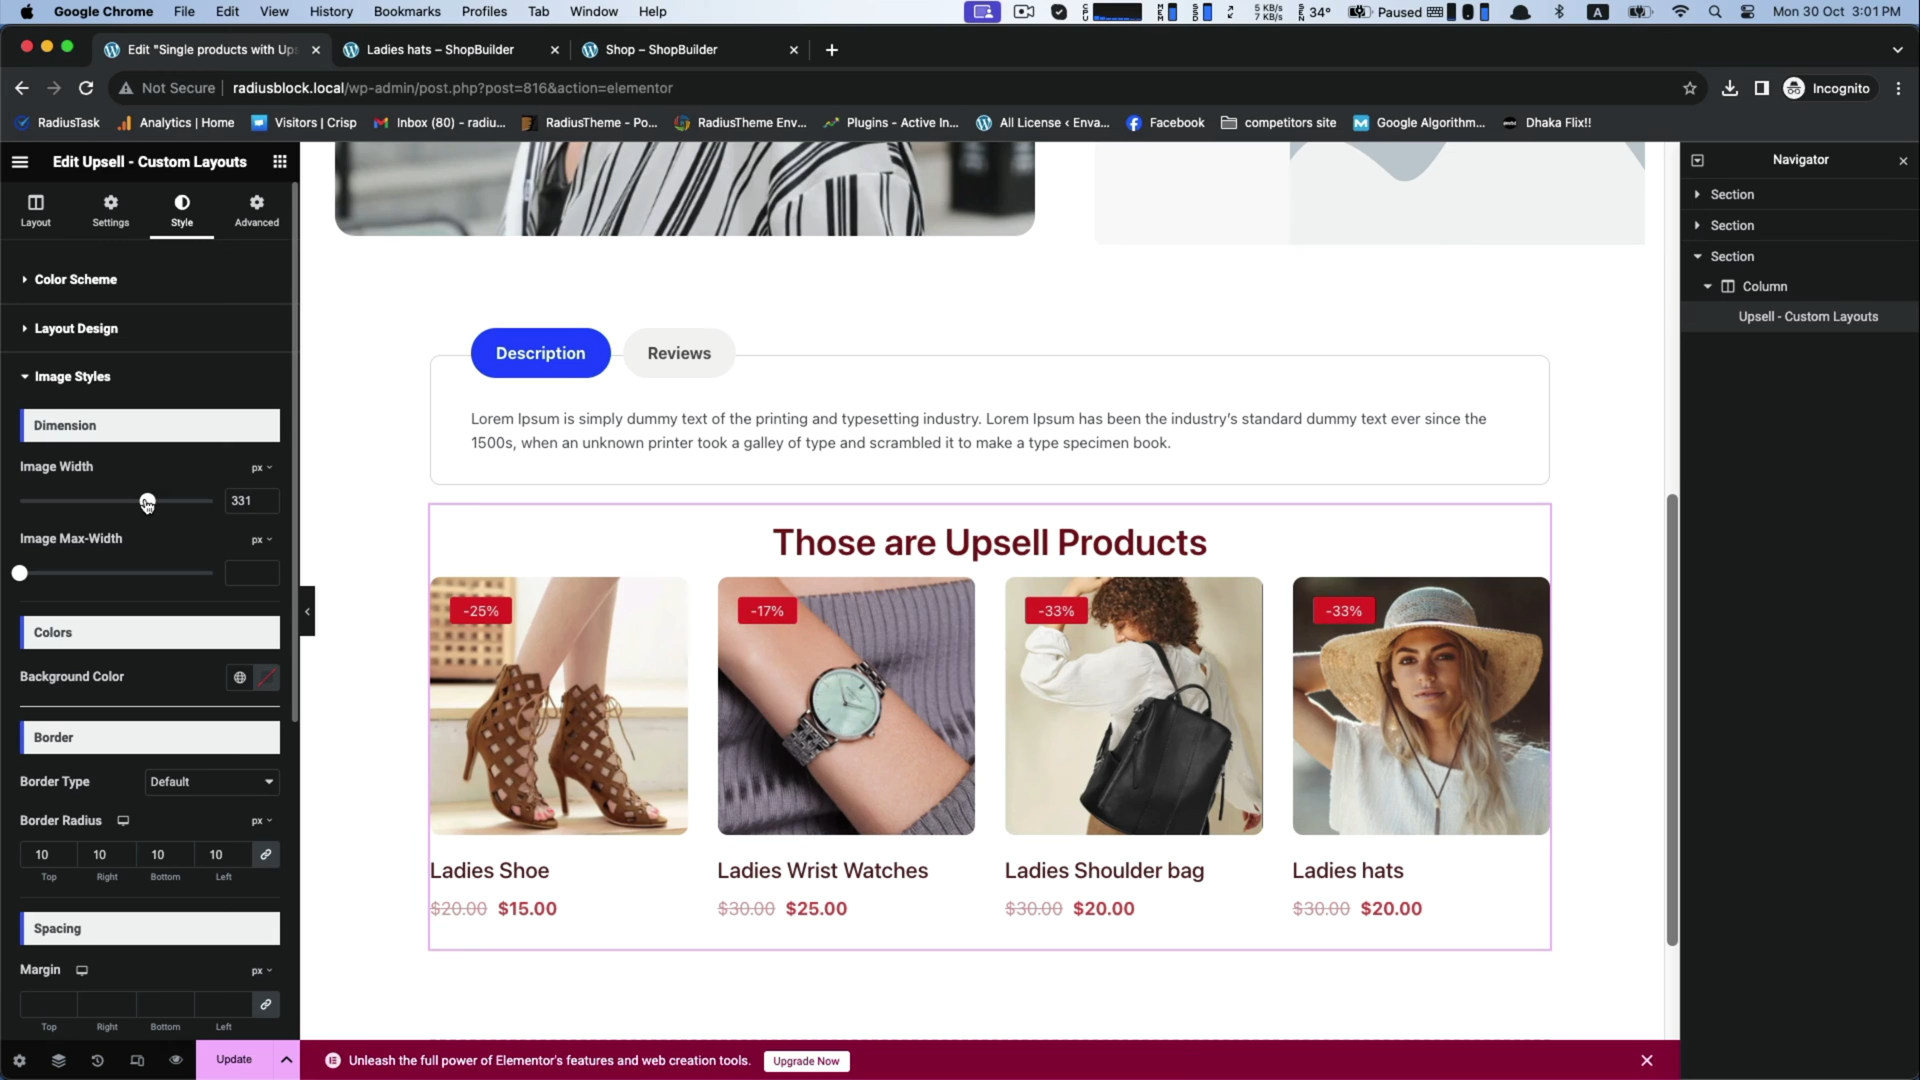 Google Chrome File Edit View History Bookmarks Profiles Tab Window Help
5 KB/s
7 KB/s
34° Paused A Mon 30 Oct 3:01 PM
Edit "Single products with Ups
Ladies hats – ShopBuilder
Shop – ShopBuilder
Not Secure radiusblock.local/wp-admin/post.php?post=816&action=elementor
Incognito
RadiusTask Analytics | Home Visitors | Crisp Inbox (80) – radiu... RadiusTheme - Po... RadiusTheme Env... Plugins - Active In... All License ‹ Enva... Facebook competitors site Google Algorithm... Dhaka Flix!!
Edit Upsell - Custom Layouts
Layout Settings Style Advanced
Color Scheme
Layout Design
Image Styles
Dimension
Image Width px
331
Image Max-Width px
Colors
Background Color
Border
Border Type Default
Border Radius px
10 10 10 10
Top Right Bottom Left
Spacing
Margin px
Top Right Bottom Left
Update
Description Reviews
Lorem Ipsum is simply dummy text of the printing and typesetting industry. Lorem Ipsum has been the industry's standard dummy text ever since the
1500s, when an unknown printer took a galley of type and scrambled it to make a type specimen book.
Those are Upsell Products
-25% -17% -33% -33%
Ladies Shoe Ladies Wrist Watches Ladies Shoulder bag Ladies hats
$20.00 $15.00 $30.00 $25.00 $30.00 $20.00 $30.00 $20.00
Unleash the full power of Elementor's features and web creation tools. Upgrade Now
Navigator
Section
Section
Section
Column
Upsell - Custom Layouts